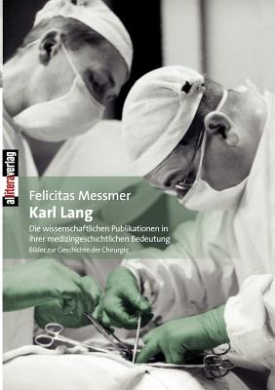 allitera verlag
Felicitas Messmer
Karl Lang
Die wissenschaftlichen Publikationen in
ihrer medizingeschichtlichen Bedeutung
Bilder zur Geschichte der Chirurgie